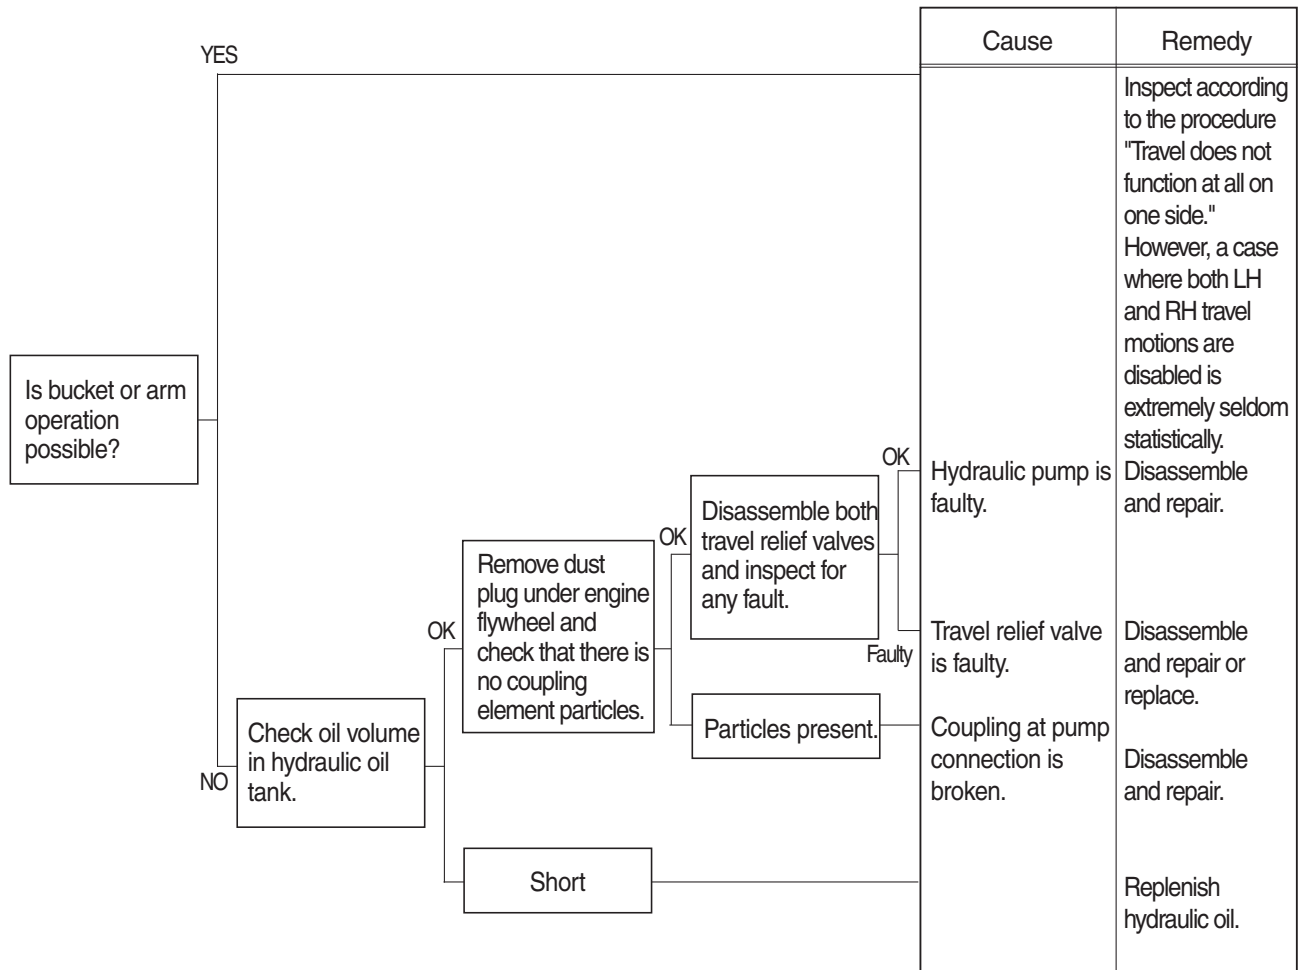 Cause
Remedy
YES
Inspect according
to the procedure
"Travel does not
function at all on
one side."
However, a case
where both LH
and RH travel
motions are
disabled is
extremely seldom
statistically.
Is bucket or arm
operation
possible?
NO
Check oil volume
in hydraulic oil
tank.
OK
Remove dust
plug under engine
flywheel and
check that there is
no coupling
element particles.
OK
Disassemble both
travel relief valves
and inspect for
any fault.
OK
Hydraulic pump is
faulty.
Disassemble
and repair.
Faulty
Travel relief valve
is faulty.
Disassemble
and repair or
replace.
Particles present.
Coupling at pump
connection is
broken.
Disassemble
and repair.
Short
Replenish
hydraulic oil.